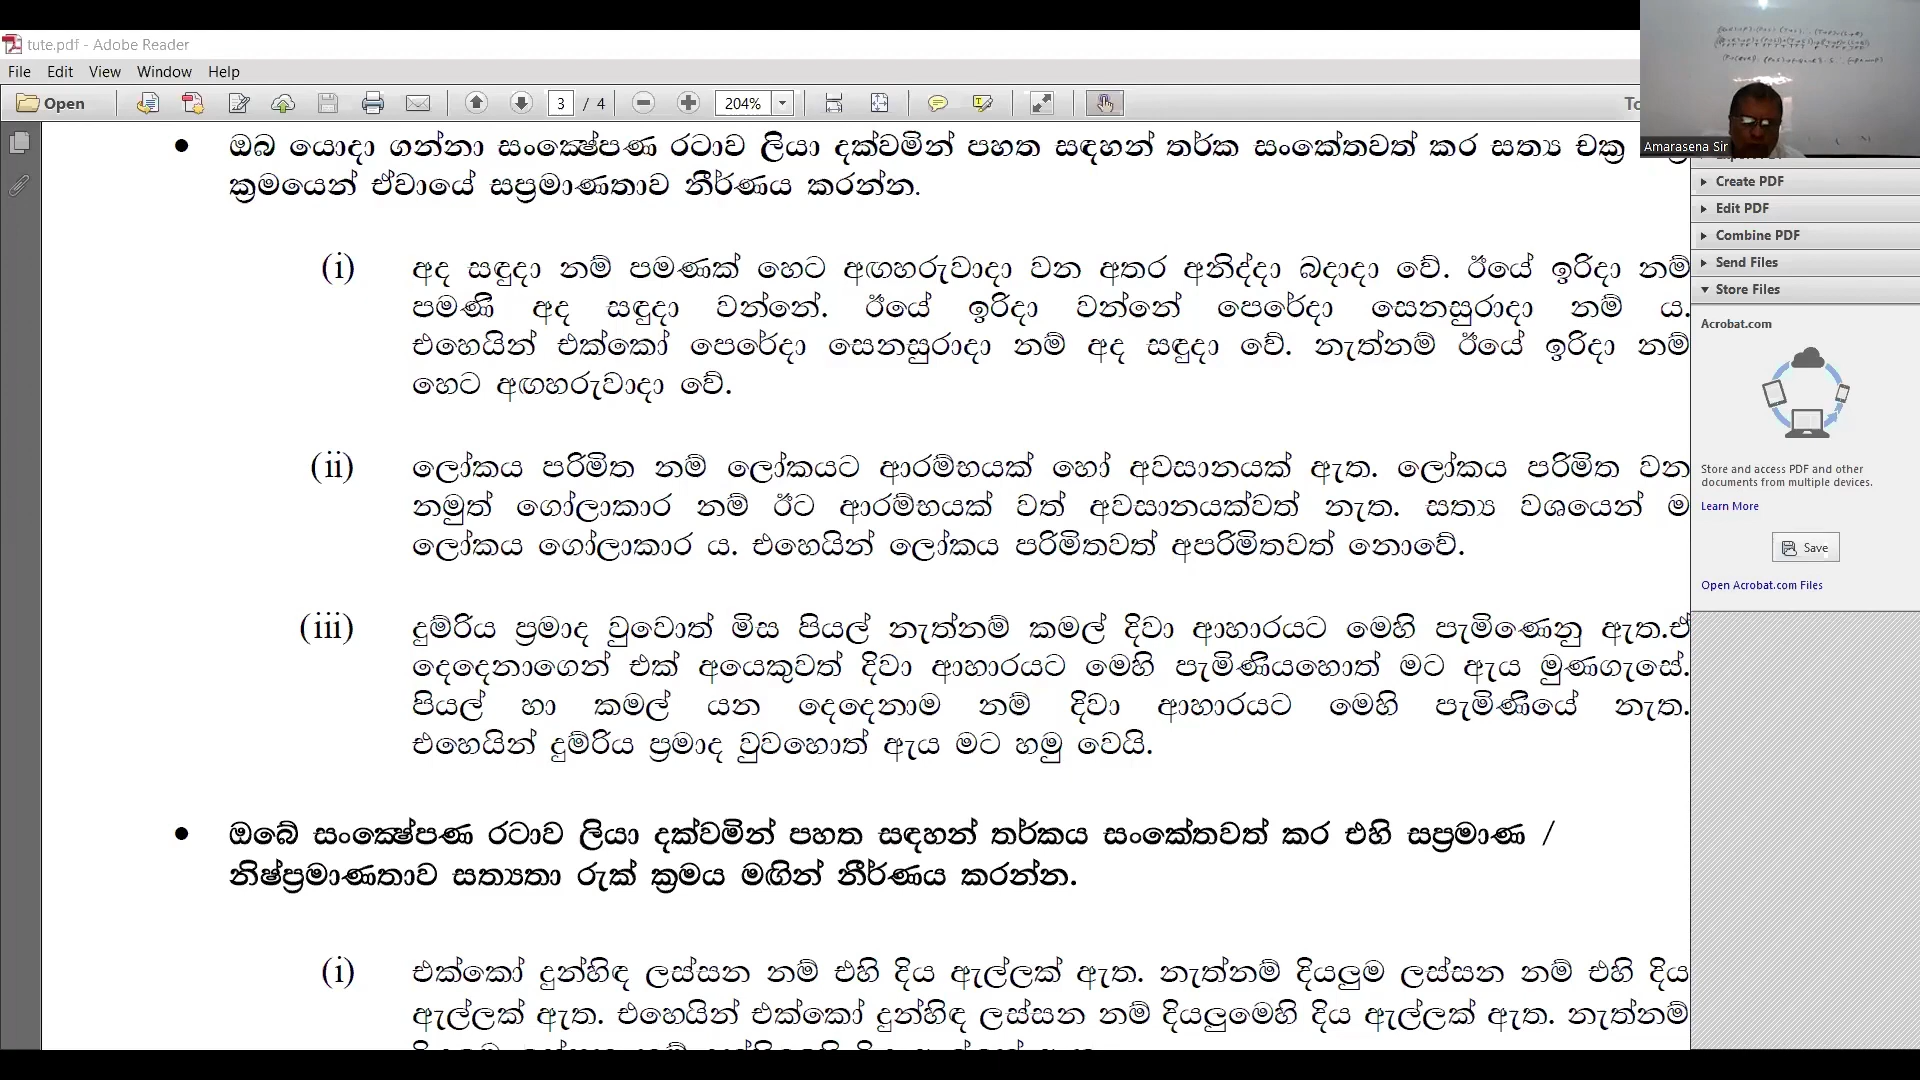 tute.pdf - Adobe Reader
File Edit View Window Help
Open 3 / 4 204% To
Amarasena Sir
ඔබ යොදා ගන්නා සංක්ෂේපණ රටාව ලියා දක්වමින් පහත සඳහන් තර්ක සංකේතවත් කර සත්‍ය චක්‍ර
ක්‍රමයෙන් ඒවායේ සප්‍රමාණතාව නීර්ණය කරන්න.
(i) අද සඳුදා නම් පමණක් හෙට අඟහරුවාදා වන අතර අනිද්දා බදාදා වේ. ඊයේ ඉරිදා නම්
පමණී අද සඳුදා වන්නේ. ඊයේ ඉරිදා වන්නේ පෙරේදා සෙනසුරාදා නම් ය.
එහෙයින් එක්කෝ පෙරේදා සෙනසුරාදා නම් අද සඳුදා වේ. නැත්නම් ඊයේ ඉරිදා නම්
හෙට අඟහරුවාදා වේ.
(ii) ලෝකය පරිමිත නම් ලෝකයට ආරම්භයක් හෝ අවසානයක් ඇත. ලෝකය පරිමිත වන
නමුත් ගෝලාකාර නම් ඊට ආරම්භයක් වත් අවසානයක්වත් නැත. සත්‍ය වශයෙන් ම
ලෝකය ගෝලාකාර ය. එහෙයින් ලෝකය පරිමිතවත් අපරිමිතවත් නොවේ.
(iii) දුම්රිය ප්‍රමාද වුවොත් මිස පියල් නැත්නම් කමල් දිවා ආහාරයට මෙහි පැමිණෙනු ඇත.ඒ
දෙදෙනාගෙන් එක් අයෙකුවත් දිවා ආහාරයට මෙහි පැමිණියහොත් මට ඇය මුණගැසේ.
පියල් හා කමල් යන දෙදෙනාම නම් දිවා ආහාරයට මෙහි පැමිණියේ නැත.
එහෙයින් දුම්රිය ප්‍රමාද වුවහොත් ඇය මට හමු වෙයි.
ඔබේ සංක්ෂේපණ රටාව ලියා දක්වමින් පහත සඳහන් තර්කය සංකේතවත් කර එහි සප්‍රමාණ /
නිෂ්ප්‍රමාණතාව සත්‍යතා රුක් ක්‍රමය මඟින් නීර්ණය කරන්න.
(i) එක්කෝ දුන්හිඳ ලස්සන නම් එහි දිය ඇල්ලක් ඇත. නැත්නම් දියලුම ලස්සන නම් එහි දිය
ඇල්ලක් ඇත. එහෙයින් එක්කෝ දුන්හිඳ ලස්සන නම් දියලුමෙහි දිය ඇල්ලක් ඇත. නැත්නම්
Create PDF
Edit PDF
Combine PDF
Send Files
Store Files
Acrobat.com
Store and access PDF and other
documents from multiple devices.
Learn More
Save
Open Acrobat.com Files